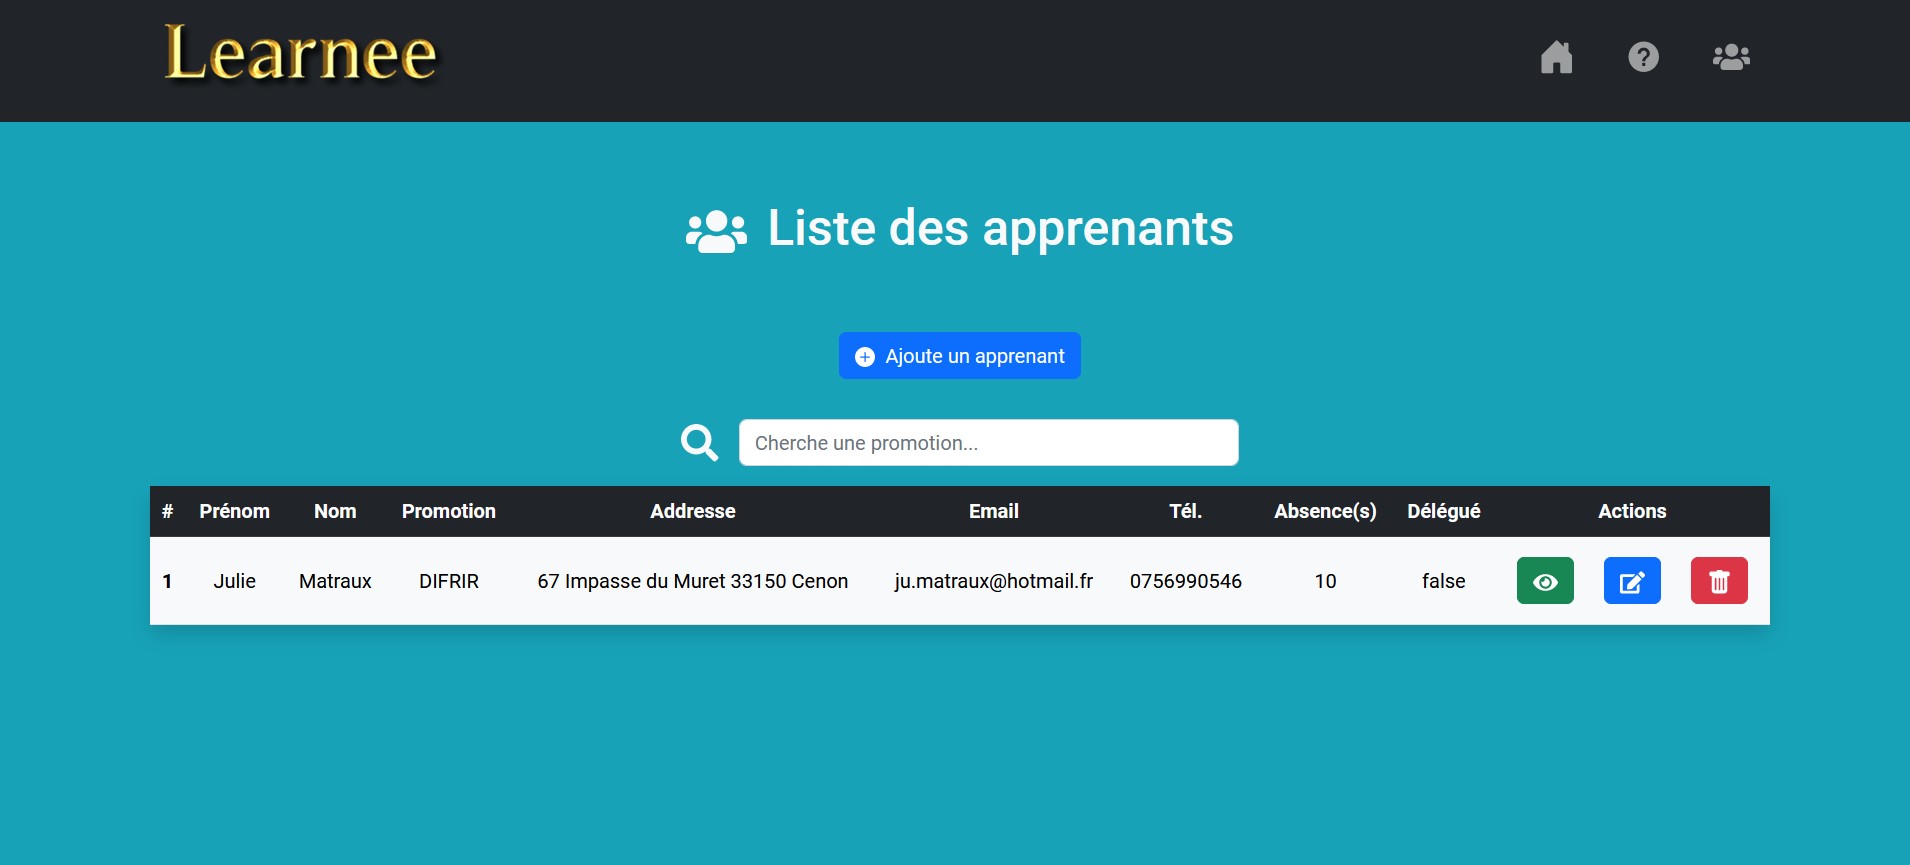 Learnee
Liste des apprenants
Ajoute un apprenant
Cherche une promotion...
# Prénom Nom Promotion Addresse Email Tél. Absence(s) Délégué Actions
1 Julie Matraux DIFRIR 67 Impasse du Muret 33150 Cenon ju.matraux@hotmail.fr 0756990546 10 false